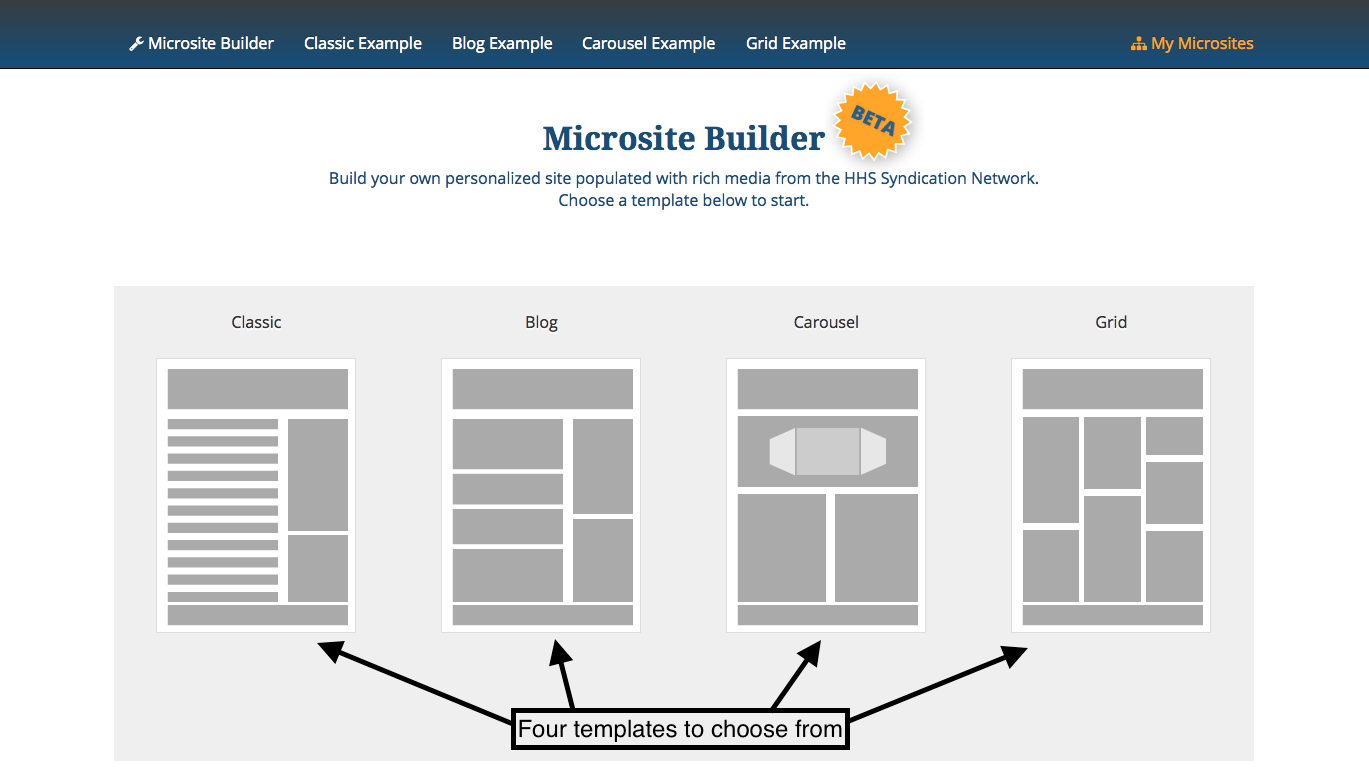 Microsite Builder Classic Example Blog Example Carousel Example Grid Example My Microsites
BETA
Microsite Builder
Build your own personalized site populated with rich media from the HHS Syndication Network.
Choose a template below to start.
Classic Blog Carousel Grid
Four templates to choose from